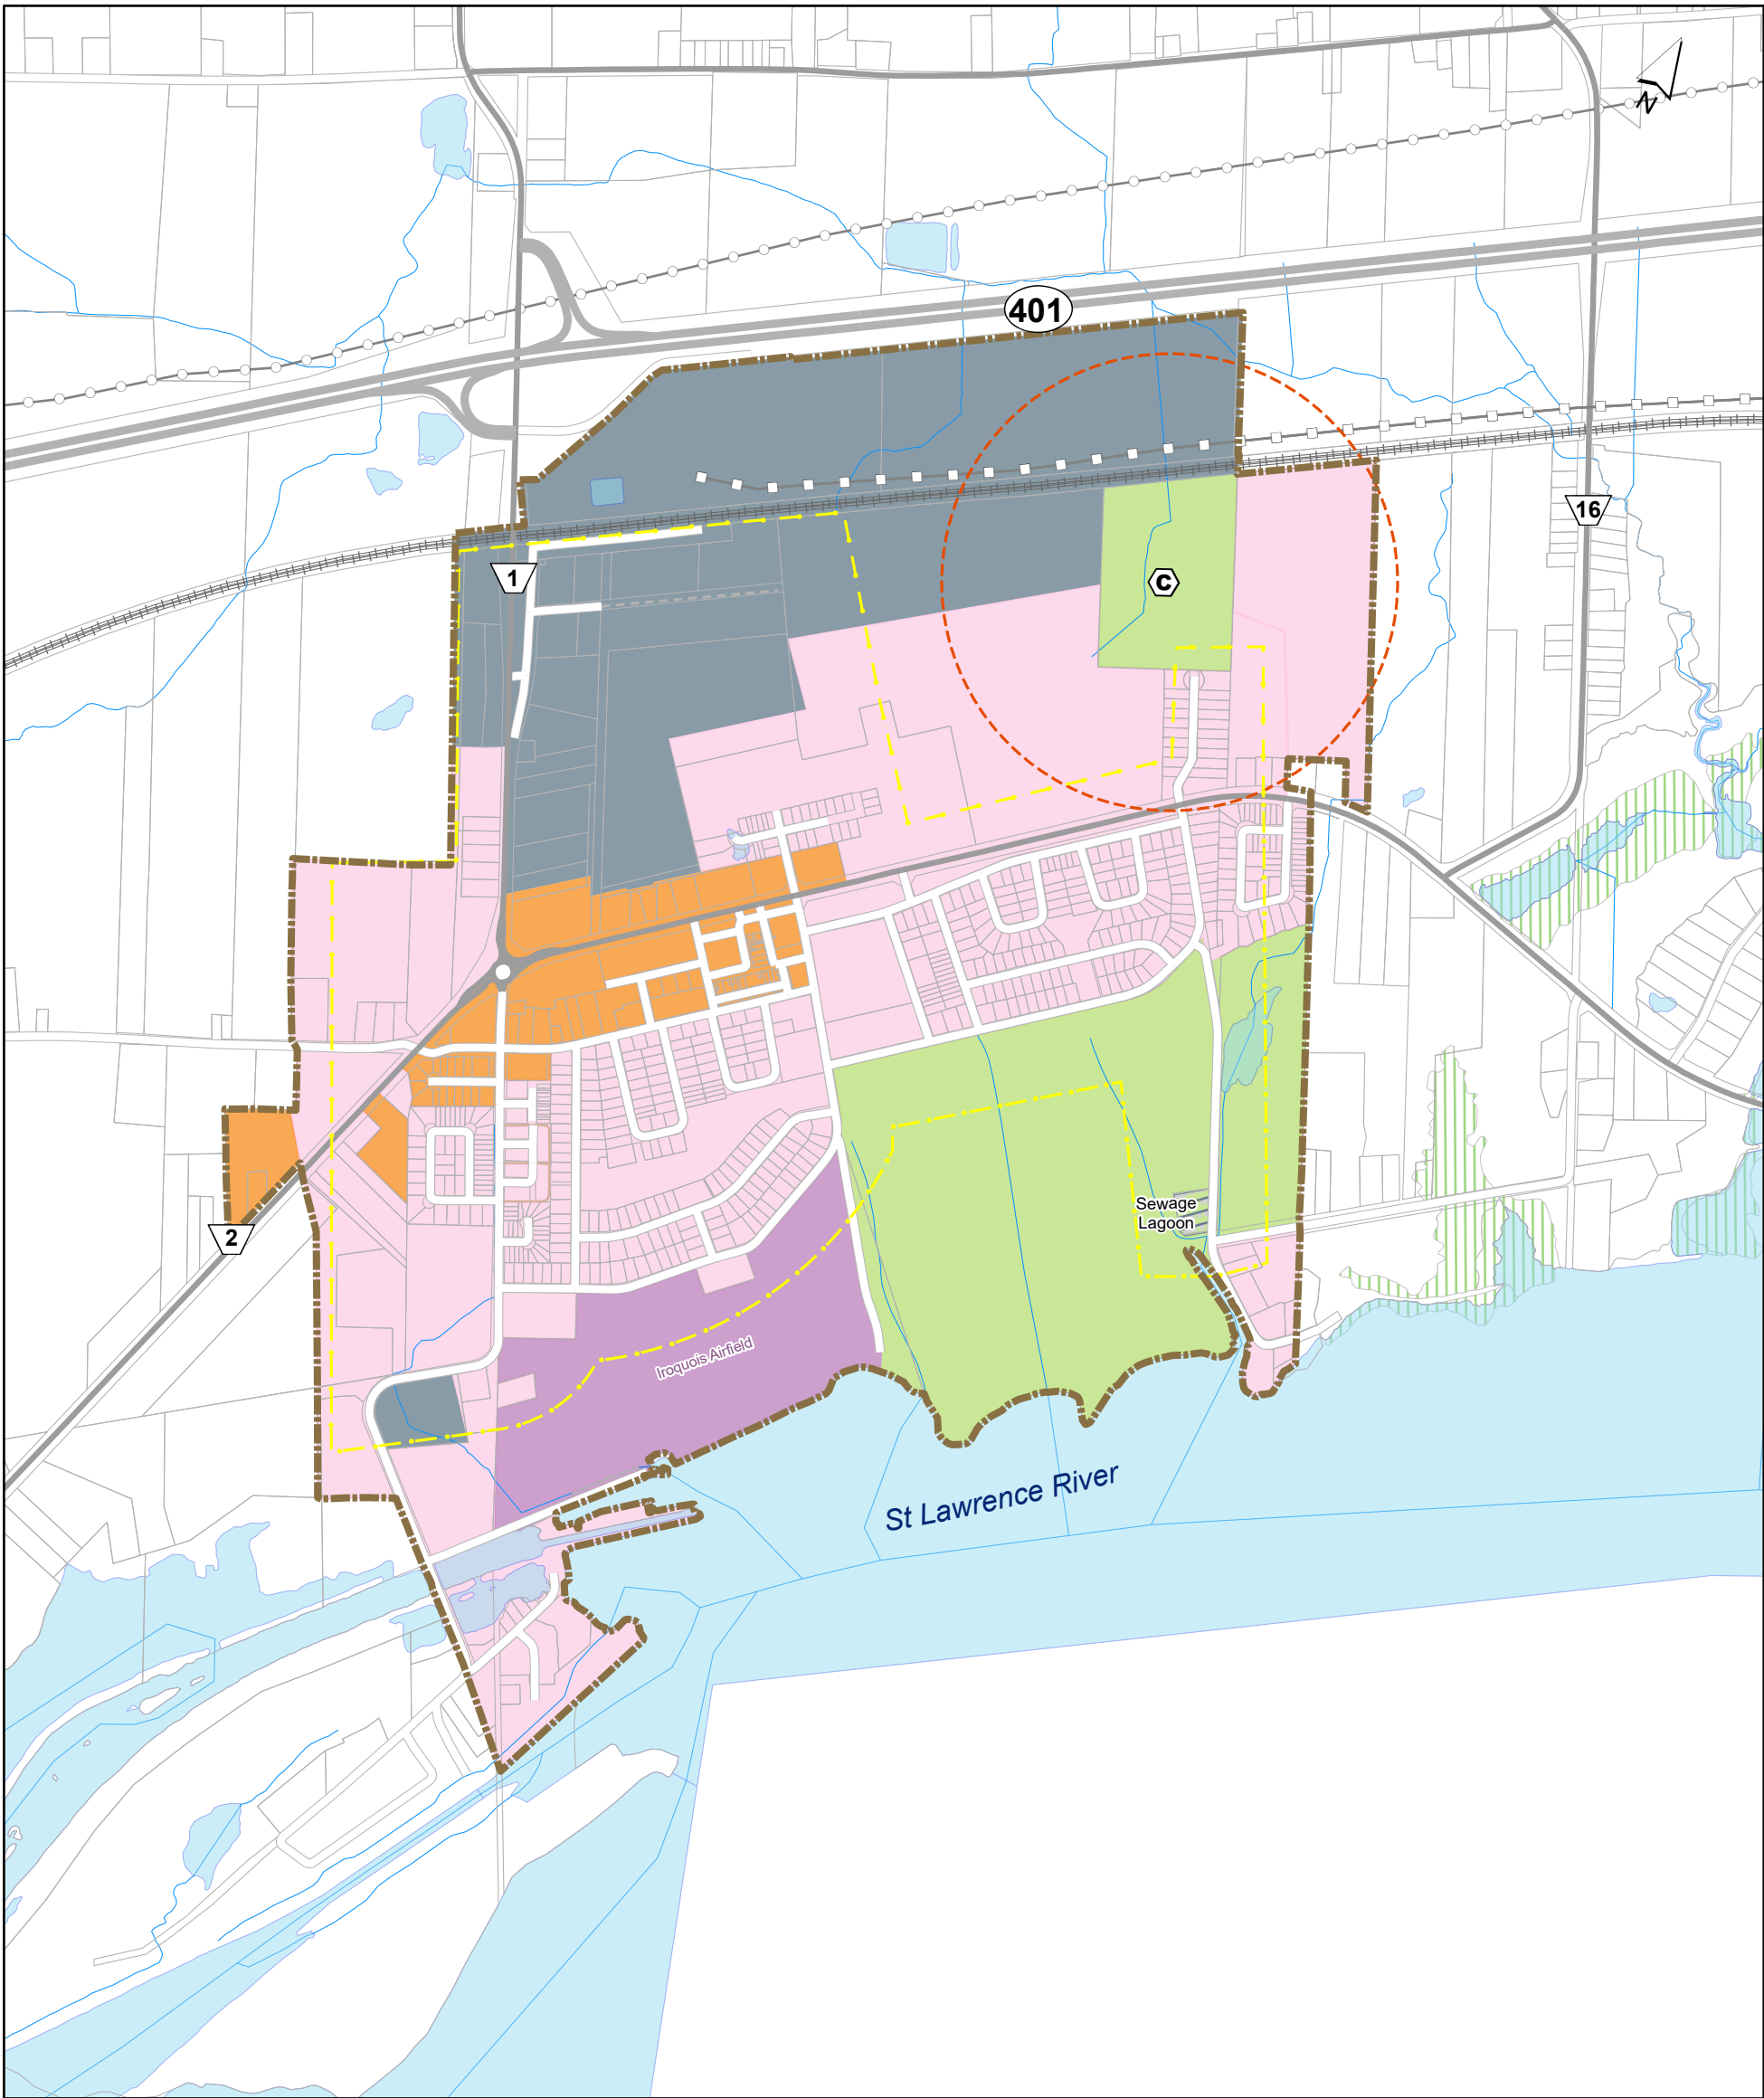 N
401
16
1
C
Sewage
Lagoon
2
Iroquois Airfield
St Lawrence River